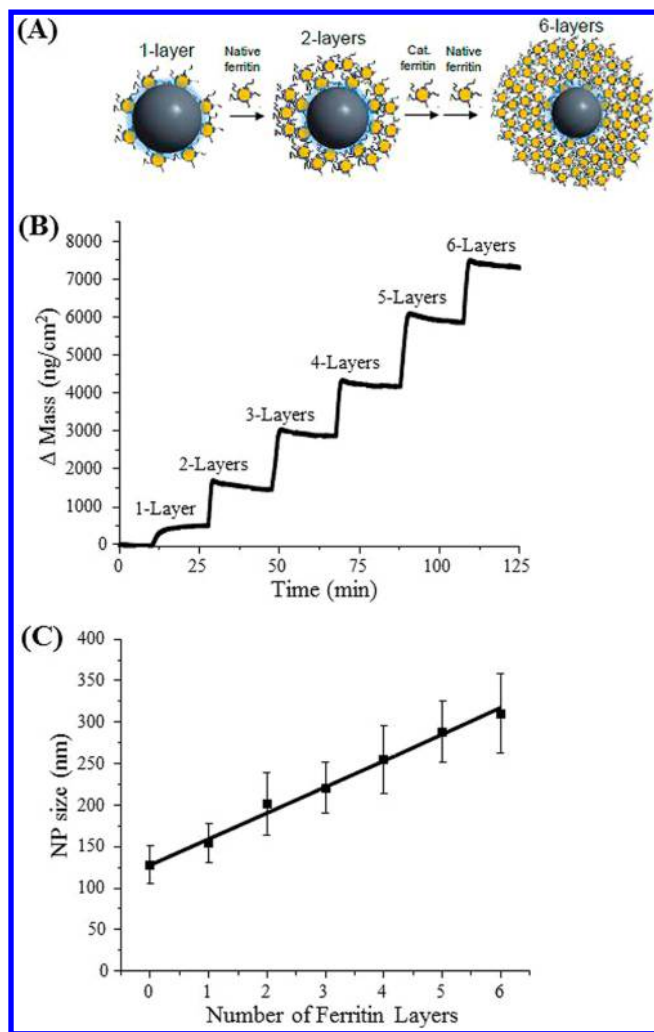 (A)
1-layer
Native
ferritin
2-layers
Cat.
ferritin
Native
ferritin
6-layers
(B)
8000
7000
6000
5000
4000
3000
2000
1000
0
Δ Mass (ng/cm²)
1-Layer
2-Layers
3-Layers
4-Layers
5-Layers
6-Layers
0 25 50 75 100 125
Time (min)
(C)
400
350
300
250
200
150
100
50
0
NP size (nm)
0 1 2 3 4 5 6
Number of Ferritin Layers